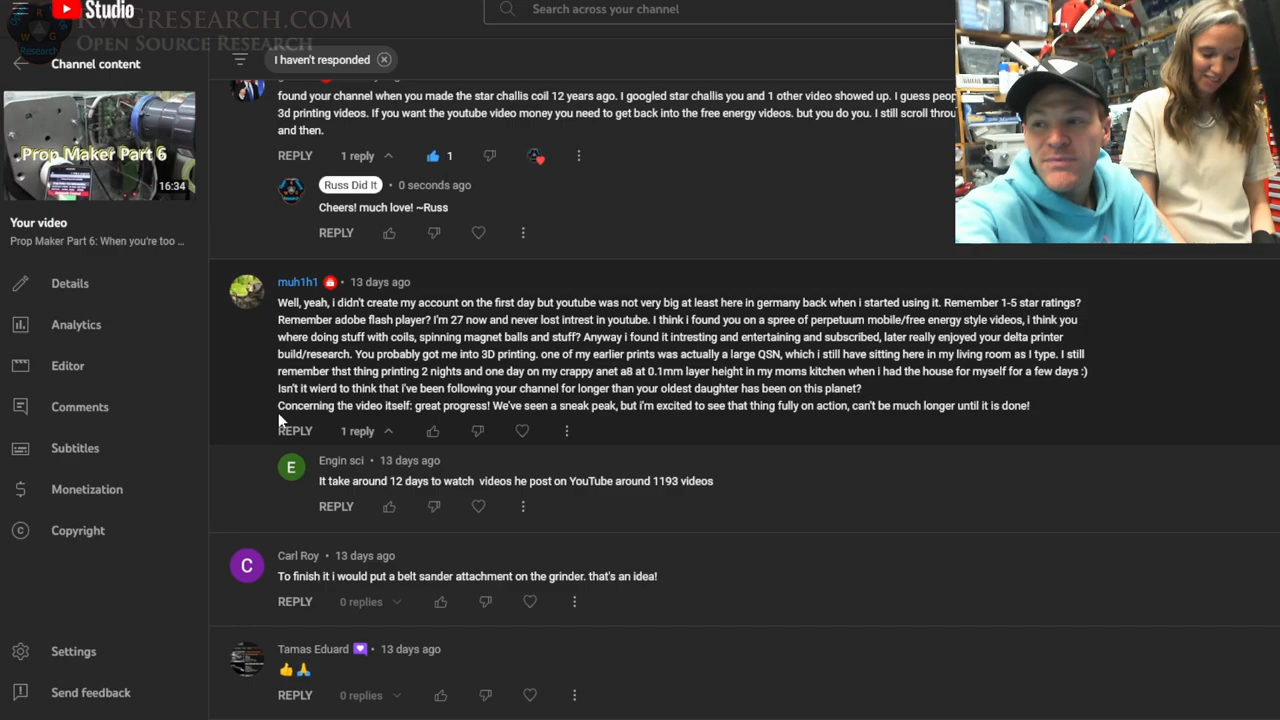 Studio
RWGRESEARCH.COM
Open Source Research
R
W
G
Research
Search across your channel
Channel content
I haven't responded
Prop Maker Part 6
16:34
Your video
Prop Maker Part 6: When you're too ...
Details
Analytics
Editor
Comments
Subtitles
Monetization
Copyright
Settings
Send feedback
your channel when you made the star challis coil 12 years ago. I googled star challis you and 1 other video showed up. I guess
3d printing videos. If you want the youtube video money you need to get back into the free energy videos. but you do you. I still scroll
and then.
REPLY 1 reply 1
Russ Did It • 0 seconds ago
Cheers! much love! ~Russ
REPLY
muh1h1 • 13 days ago
Well, yeah, i didn't create my account on the first day but youtube was not very big at least here in germany back when i started using it. Remember 1-5 star ratings?
Remember adobe flash player? I'm 27 now and never lost intrest in youtube. I think i found you on a spree of perpetuum mobile/free energy style videos, i think you
where doing stuff with coils, spinning magnet balls and stuff? Anyway i found it intresting and entertaining and subscribed, later really enjoyed your delta printer
build/research. You probably got me into 3D printing. one of my earlier prints was actually a large QSN, which i still have sitting here in my living room as I type. I still
remember thst thing printing 2 nights and one day on my crappy anet a8 at 0.1mm layer height in my moms kitchen when i had the house for myself for a few days :)
Isn't it wierd to think that i've been following your channel for longer than your oldest daughter has been on this planet?
Concerning the video itself: great progress! We've seen a sneak peak, but i'm excited to see that thing fully on action, can't be much longer until it is done!
REPLY 1 reply
E
Engin sci • 13 days ago
It take around 12 days to watch videos he post on YouTube around 1193 videos
REPLY
C
Carl Roy • 13 days ago
To finish it i would put a belt sander attachment on the grinder. that's an idea!
REPLY 0 replies
Tamas Eduard • 13 days ago
👍🙏
REPLY 0 replies